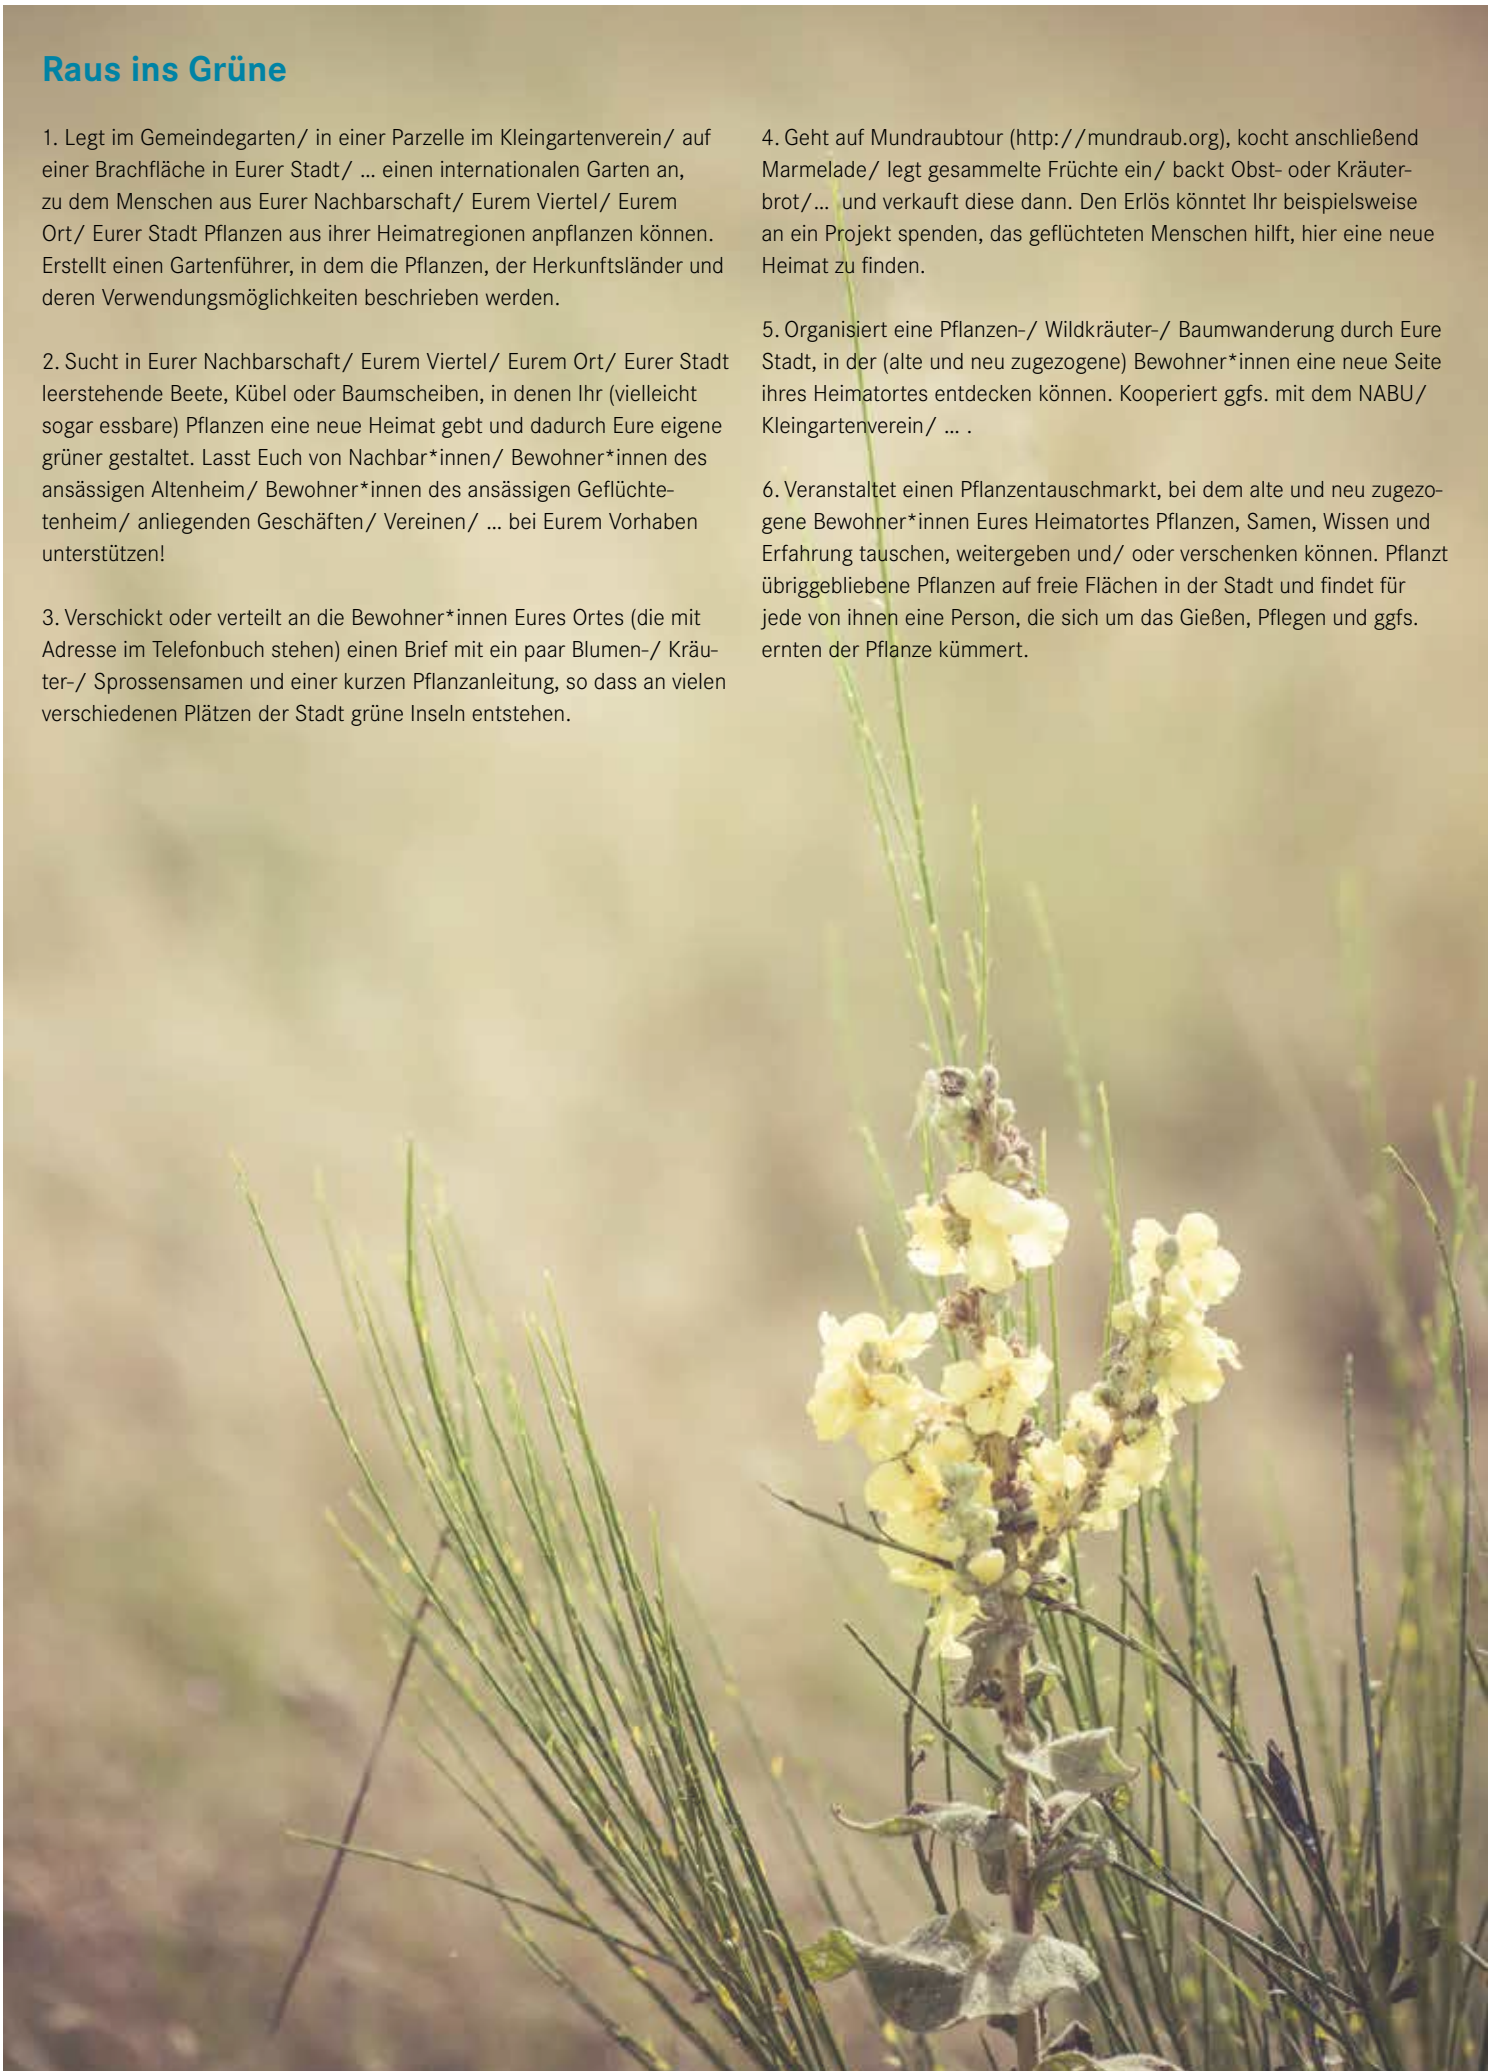 Raus ins Grüne
1. Legt im Gemeindegarten/ in einer Parzelle im Kleingartenverein/ auf
einer Brachfläche in Eurer Stadt/ ... einen internationalen Garten an,
zu dem Menschen aus Eurer Nachbarschaft/ Eurem Viertel/ Eurem
Ort/ Eurer Stadt Pflanzen aus ihrer Heimatregionen anpflanzen können.
Erstellt einen Gartenführer, in dem die Pflanzen, der Herkunftsländer und
deren Verwendungsmöglichkeiten beschrieben werden.
2. Sucht in Eurer Nachbarschaft/ Eurem Viertel/ Eurem Ort/ Eurer Stadt
leerstehende Beete, Kübel oder Baumscheiben, in denen Ihr (vielleicht
sogar essbare) Pflanzen eine neue Heimat gebt und dadurch Eure eigene
grüner gestaltet. Lasst Euch von Nachbar*innen/ Bewohner*innen des
ansässigen Altenheim/ Bewohner*innen des ansässigen Geflüchte-
tenheim/ anliegenden Geschäften/ Vereinen/ ... bei Eurem Vorhaben
unterstützen!
3. Verschickt oder verteilt an die Bewohner*innen Eures Ortes (die mit
Adresse im Telefonbuch stehen) einen Brief mit ein paar Blumen-/ Kräu-
ter-/ Sprossensamen und einer kurzen Pflanzanleitung, so dass an vielen
verschiedenen Plätzen der Stadt grüne Inseln entstehen.
4. Geht auf Mundraubtour (http://mundraub.org), kocht anschließend
Marmelade/ legt gesammelte Früchte ein/ backt Obst- oder Kräuter-
brot/... und verkauft diese dann. Den Erlös könntet Ihr beispielsweise
an ein Projekt spenden, das geflüchteten Menschen hilft, hier eine neue
Heimat zu finden.
5. Organisiert eine Pflanzen-/ Wildkräuter-/ Baumwanderung durch Eure
Stadt, in der (alte und neu zugezogene) Bewohner*innen eine neue Seite
ihres Heimatortes entdecken können. Kooperiert ggfs. mit dem NABU/
Kleingartenverein/ ... .
6. Veranstaltet einen Pflanzentauschmarkt, bei dem alte und neu zugezo-
gene Bewohner*innen Eures Heimatortes Pflanzen, Samen, Wissen und
Erfahrung tauschen, weitergeben und/ oder verschenken können. Pflanzt
übriggebliebene Pflanzen auf freie Flächen in der Stadt und findet für
jede von ihnen eine Person, die sich um das Gießen, Pflegen und ggfs.
ernten der Pflanze kümmert.